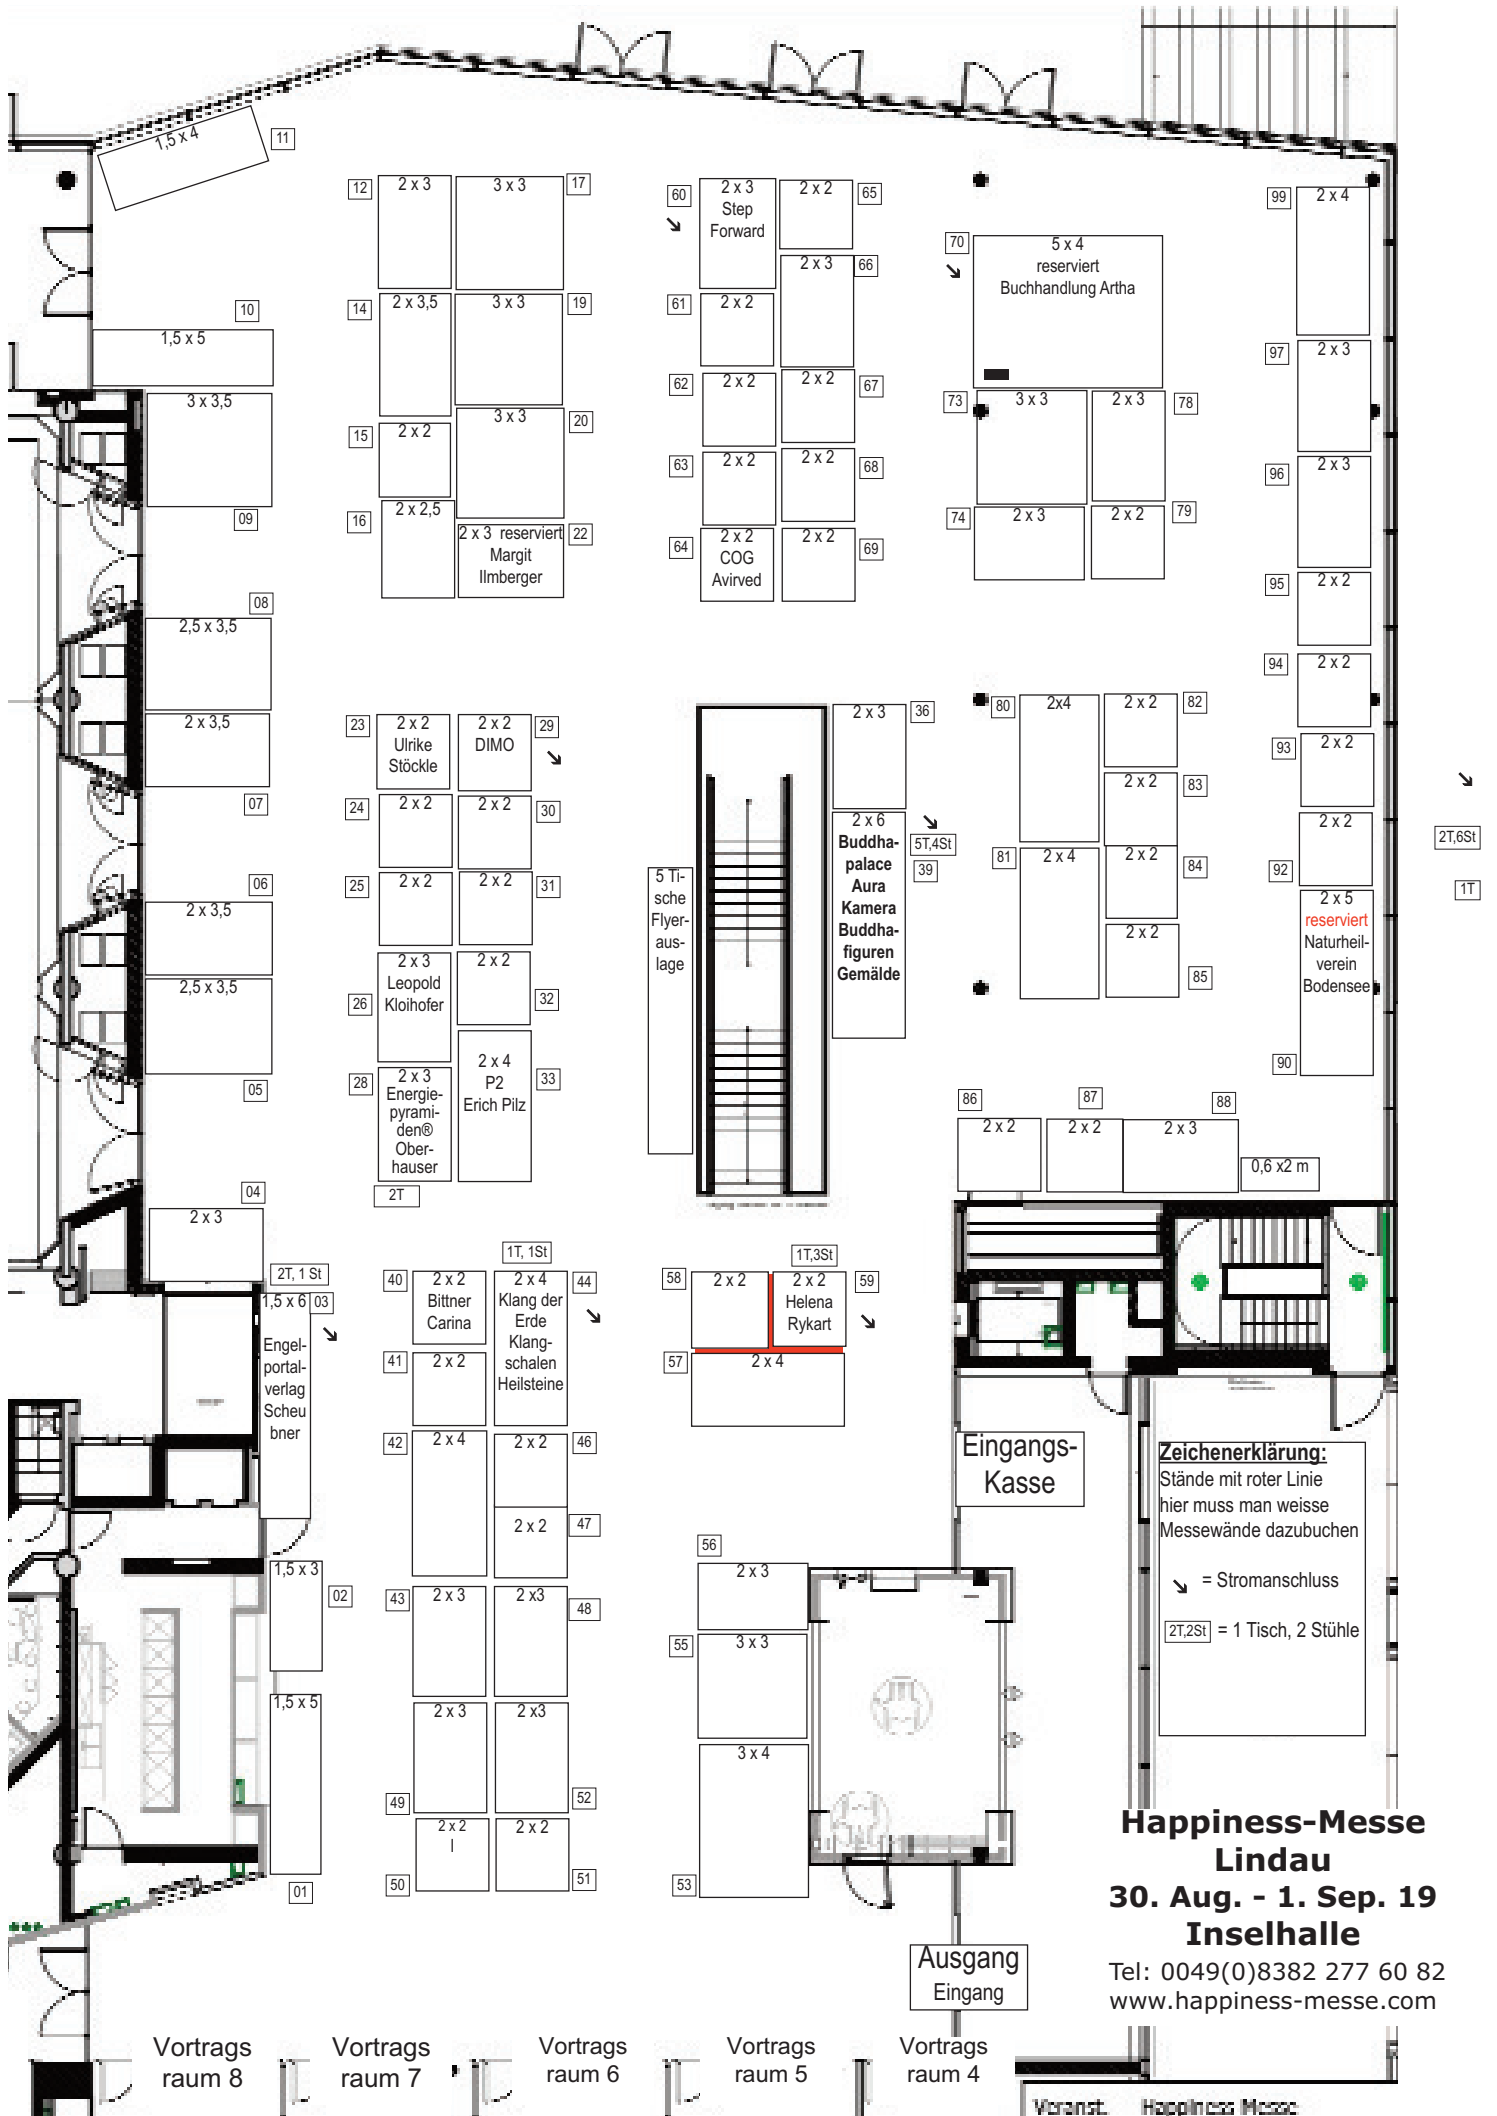 1,5 x 4
11
12
2 x 3
3 x 3
17
60
2 x 3
Step
Forward
2 x 2
65
99
2 x 4
70
5 x 4
reserviert
Buchhandlung Artha
2 x 3
66
10
1,5 x 5
14
2 x 3,5
3 x 3
19
61
2 x 2
97
2 x 3
3 x 3,5
09
62
2 x 2
2 x 2
67
73
3 x 3
2 x 3
78
15
2 x 2
3 x 3
20
63
2 x 2
2 x 2
68
96
2 x 3
16
2 x 2,5
2 x 3 reserviert
Margit
Ilmberger
22
64
2 x 2
COG
Avirved
2 x 2
69
74
2 x 3
2 x 2
79
95
2 x 2
08
2,5 x 3,5
94
2 x 2
2 x 3,5
07
23
2 x 2
Ulrike
Stöckle
2 x 2
DIMO
29
2 x 3
36
80
2x4
2 x 2
82
93
2 x 2
24
2 x 2
2 x 2
30
2 x 2
83
2 x 6
Buddha-
palace
Aura
Kamera
Buddha-
figuren
Gemälde
5T,4St
39
2 x 2
92
2T,6St
1T
06
2 x 3,5
25
2 x 2
2 x 2
31
5 Ti-
sche
Flyer-
aus-
lage
81
2 x 4
2 x 2
84
2 x 5
reserviert
Naturheil-
verein
Bodensee
90
2,5 x 3,5
05
26
2 x 3
Leopold
Kloihofer
2 x 2
32
2 x 2
85
28
2 x 3
Energie-
pyrami-
den®
Ober-
hauser
2T
2 x 4
P2
Erich Pilz
33
86
2 x 2
87
2 x 2
88
2 x 3
0,6 x2 m
04
2 x 3
2T, 1 St
1,5 x 6
03
Engel-
portal-
verlag
Scheu
bner
40
2 x 2
Bittner
Carina
1T, 1St
2 x 4
Klang der
Erde
Klang-
schalen
Heilsteine
44
58
2 x 2
1T,3St
2 x 2
Helena
Rykart
59
41
2 x 2
57
2 x 4
42
2 x 4
2 x 2
46
2 x 2
47
Eingangs-
Kasse
Zeichenerklärung:
Stände mit roter Linie
hier muss man weisse
Messewände dazubuchen
= Stromanschluss
2T,2St = 1 Tisch, 2 Stühle
1,5 x 3
02
43
2 x 3
2 x3
48
56
2 x 3
55
3 x 3
1,5 x 5
01
2 x 3
49
2 x3
52
3 x 4
53
2 x 2
I
50
2 x 2
51
Happiness-Messe
Lindau
30. Aug. - 1. Sep. 19
Inselhalle
Tel: 0049(0)8382 277 60 82
www.happiness-messe.com
Ausgang
Eingang
Vortrags
raum 8
Vortrags
raum 7
Vortrags
raum 6
Vortrags
raum 5
Vortrags
raum 4
Veranst. Happiness Messe